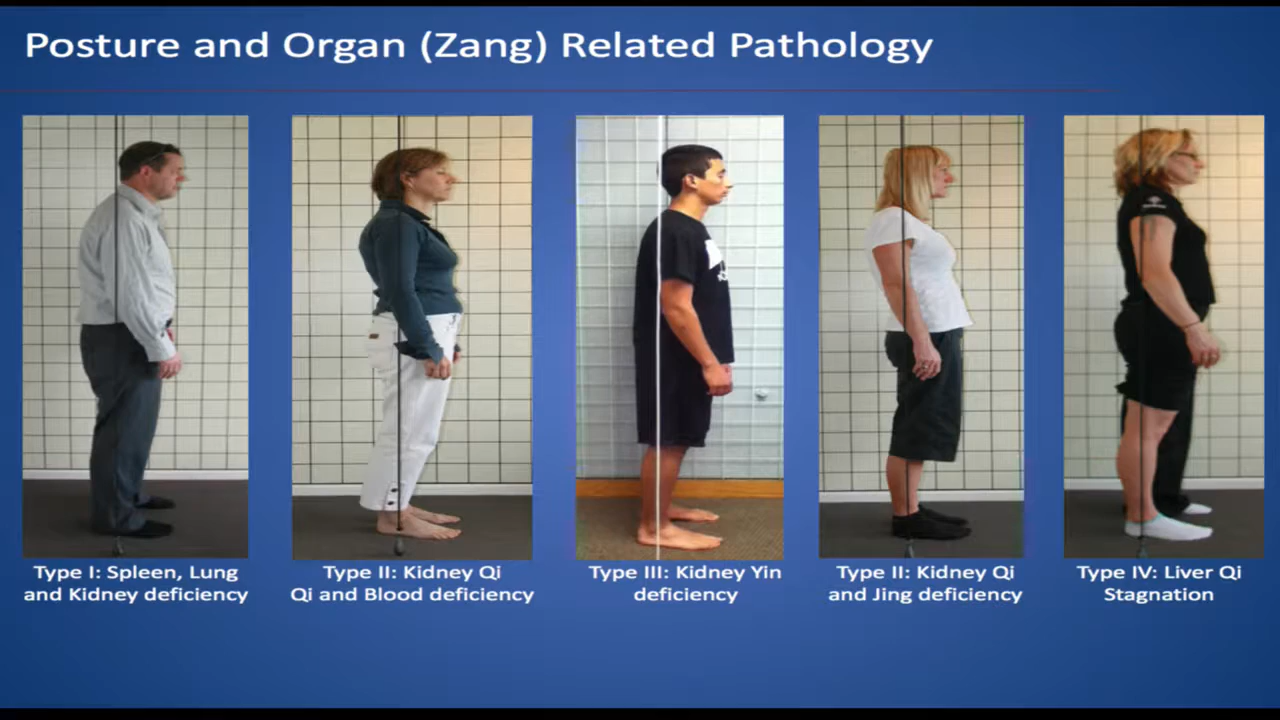 Posture and Organ (Zang) Related Pathology
Type I: Spleen, Lung
and Kidney deficiency
Type II: Kidney Qi
Qi and Blood deficiency
Type III: Kidney Yin
deficiency
Type II: Kidney Qi
and Jing deficiency
Type IV: Liver Qi
Stagnation